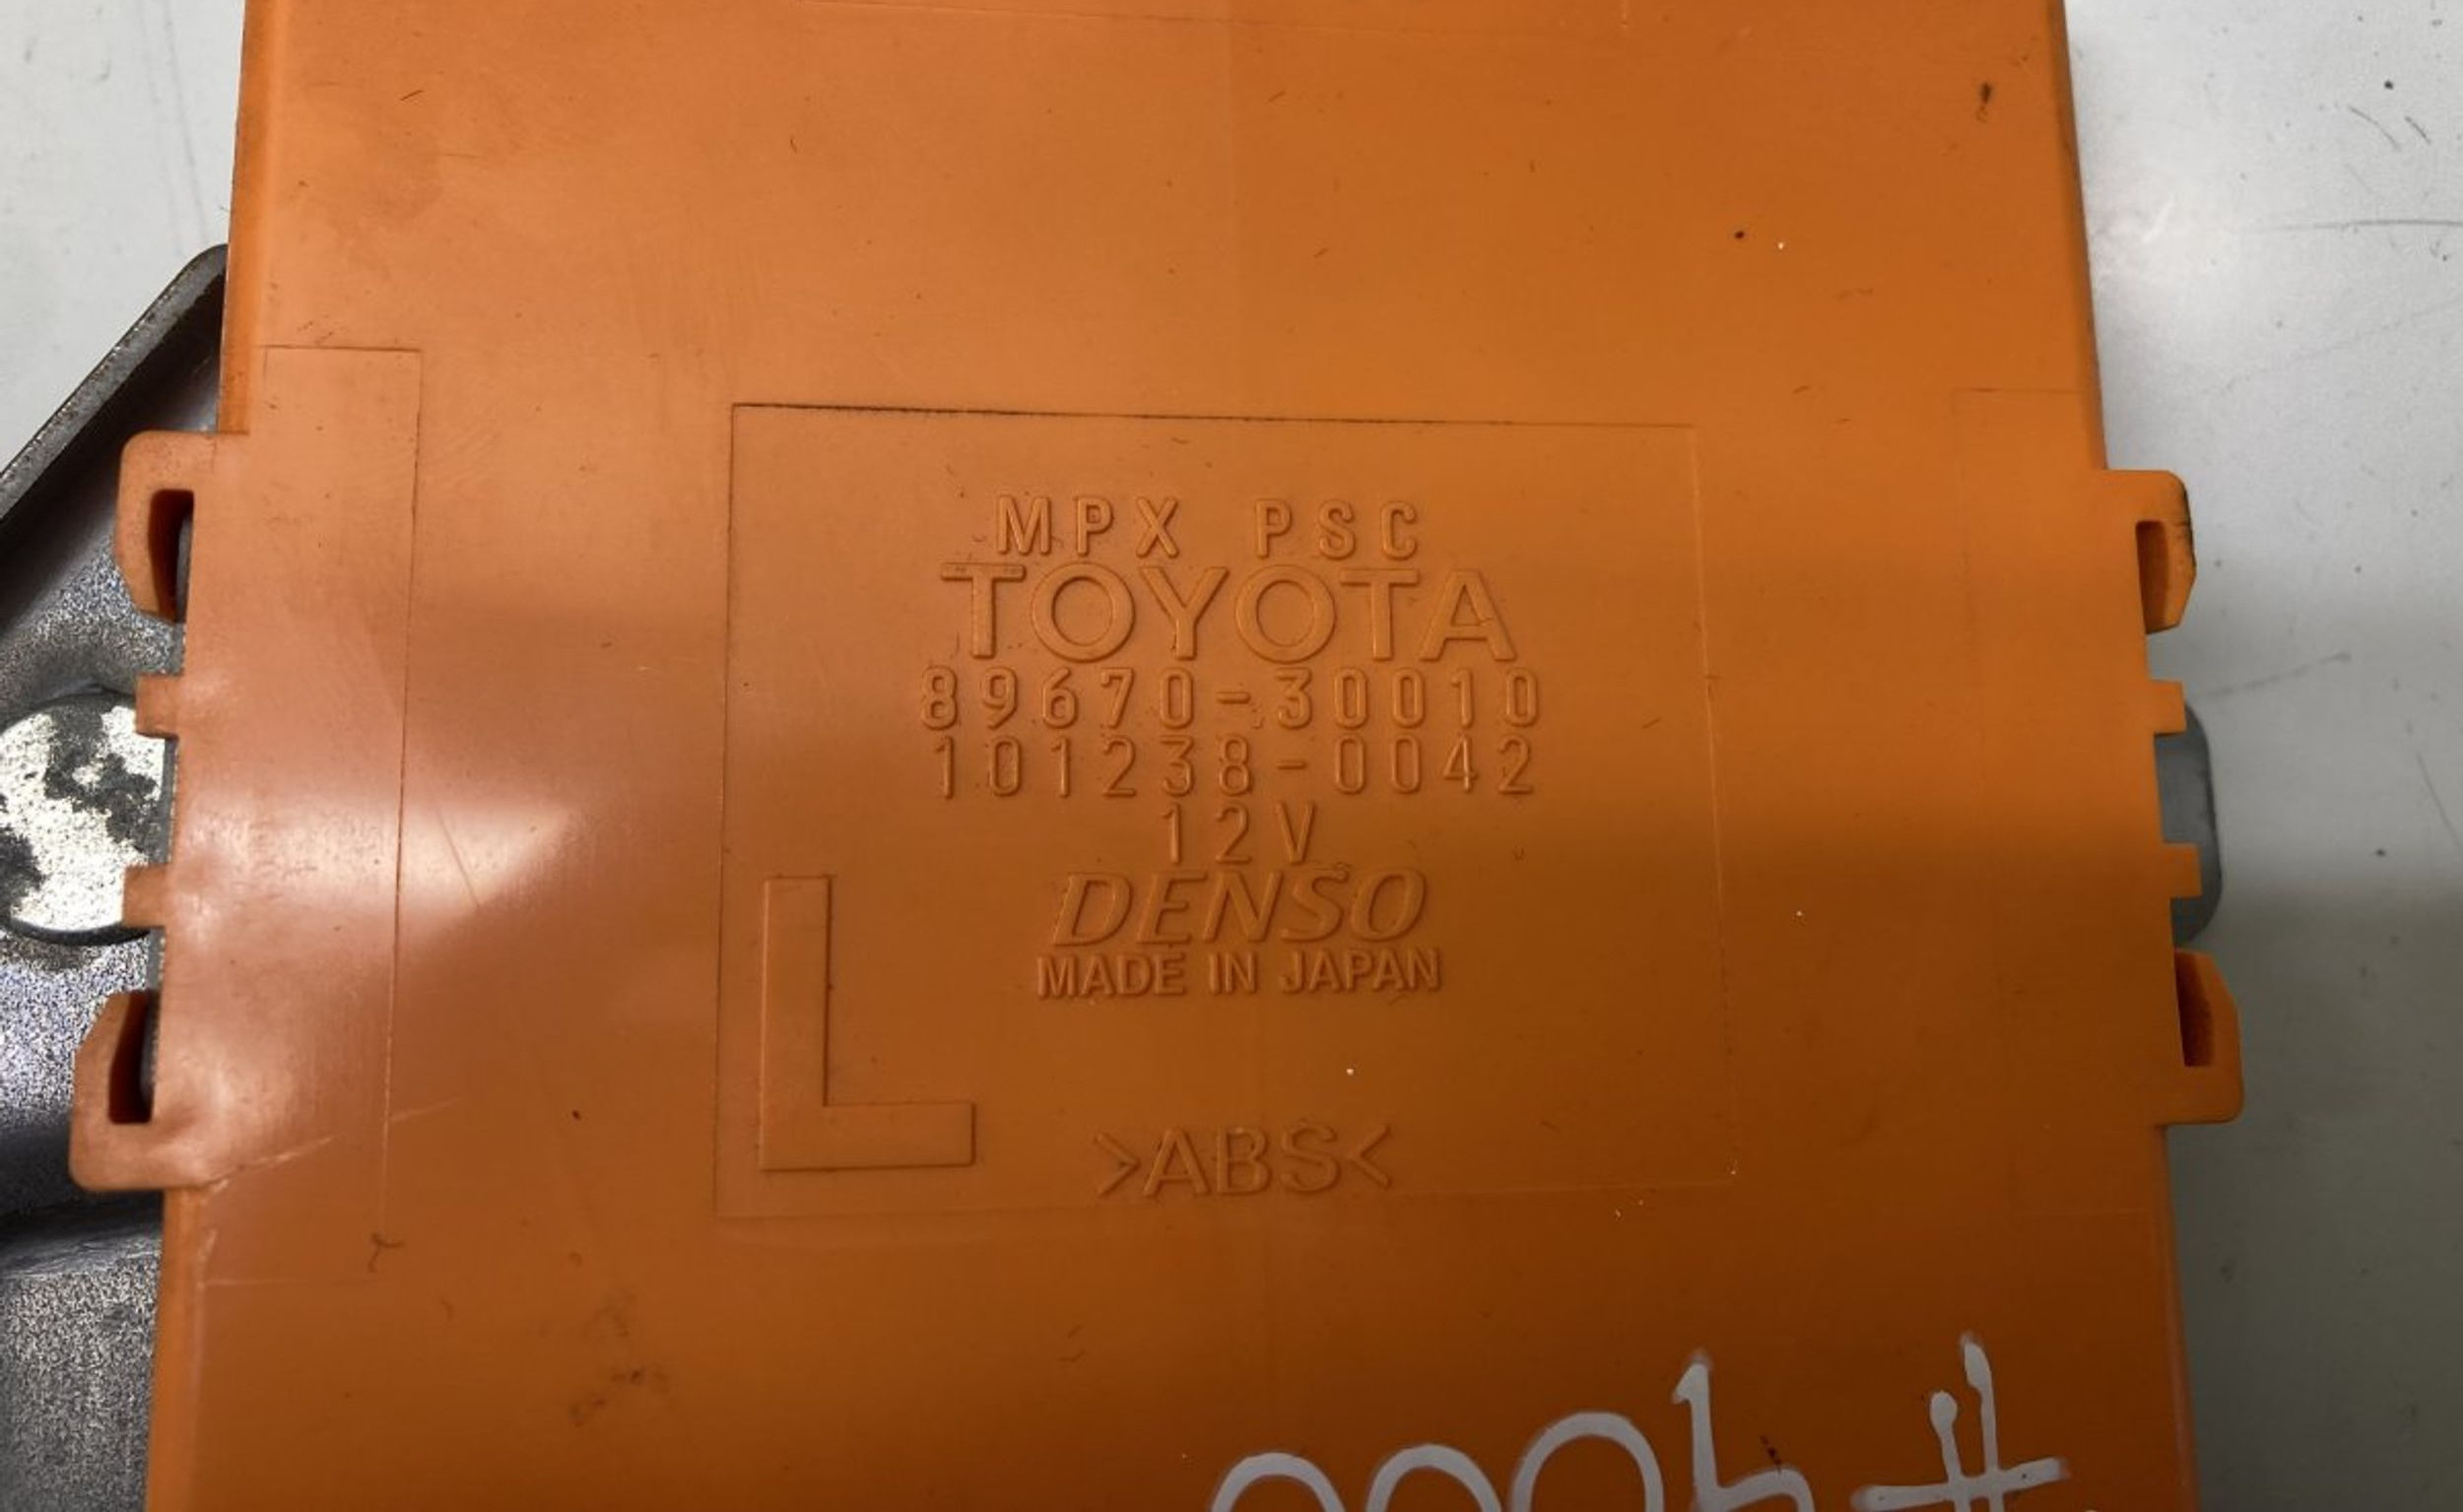 MPX PSC
TOYOTA
89670-30010
101238-0042
12V
DENSO
MADE IN JAPAN
L
>ABS<